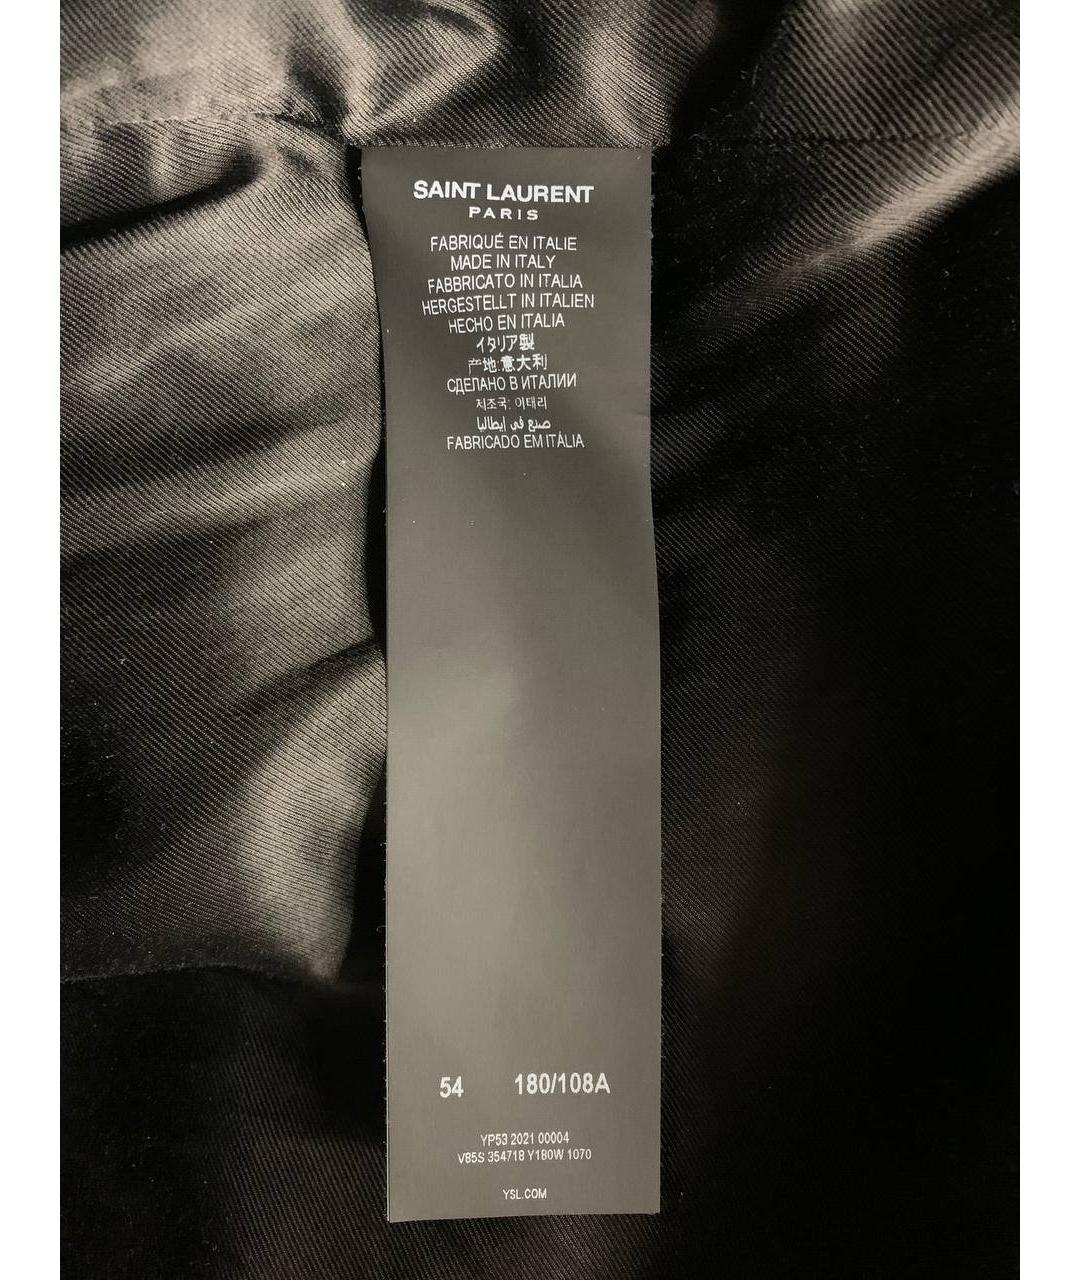 SAINT LAURENT
PARIS
FABRIQUÉ EN ITALIE
MADE IN ITALY
FABBRICATO IN ITALIA
HERGESTELLT IN ITALIEN
HECHO EN ITALIA
イタリア製
产地:意大利
СДЕЛАНО В ИТАЛИИ
제조국: 이태리
صنع في إيطاليا
FABRICADO EM ITÁLIA
54 180/108A
YP53 2021 00004
V85S 354718 Y180W 1070
YSL.COM